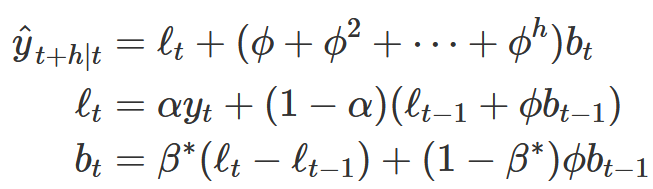 ŷ_{t+h|t} = ℓ_t + (ϕ + ϕ^2 + ⋯ + ϕ^h)b_t
ℓ_t = αy_t + (1 − α)(ℓ_{t−1} + ϕb_{t−1})
b_t = β^*(ℓ_t − ℓ_{t−1}) + (1 − β^*)ϕb_{t−1}